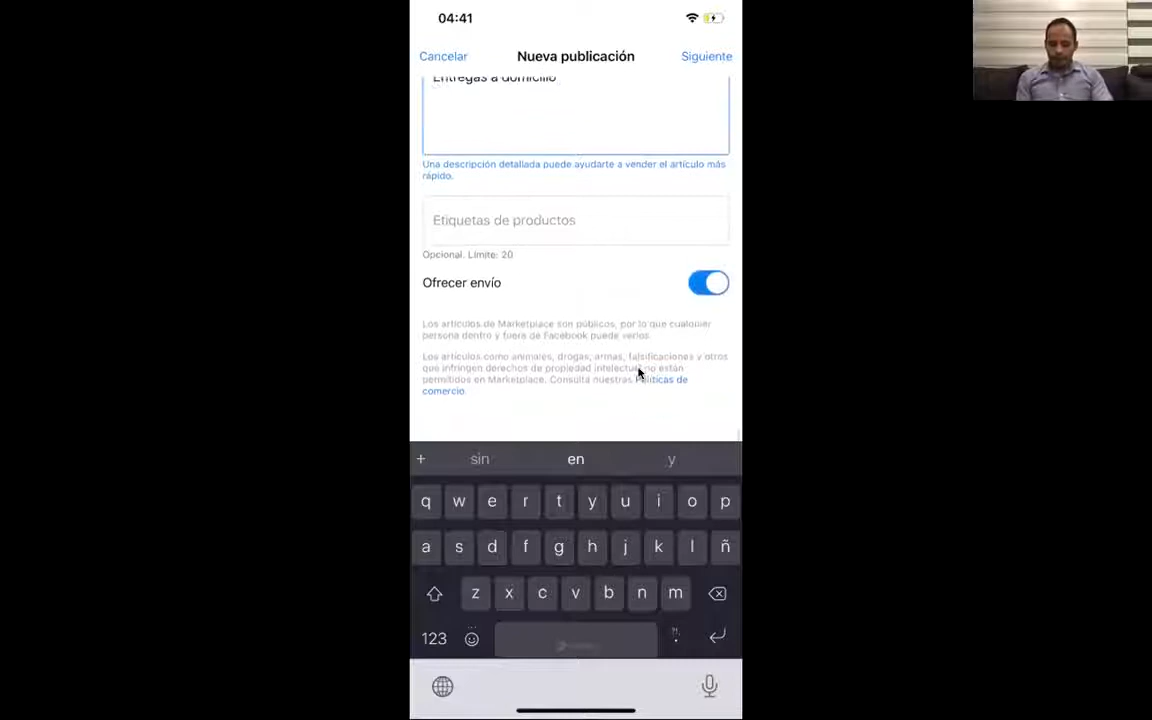 04:41
Cancelar Nueva publicación Siguiente
Entregas a domicilio
Una descripción detallada puede ayudarte a vender el artículo más
rápido.
Etiquetas de productos
Opcional. Límite: 20
Ofrecer envío
Los artículos de Marketplace son públicos, por lo que cualquier
persona dentro y fuera de Facebook puede verlos.
Los artículos como animales, drogas, armas, falsificaciones y otros
que infringen derechos de propiedad intelectual no están
permitidos en Marketplace. Consulta nuestras Políticas de
comercio.
+ sin en y
q w e r t y u i o p
a s d f g h j k l ñ
z x c v b n m
123